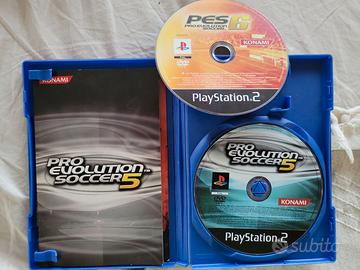 KONAMI
PRO
EVOLUTION
SOCCER 5
PES 6
PRO EVOLUTION SOCCER
KONAMI
PlayStation.2
PRO
EVOLUTION
SOCCER 5
KONAMI
PlayStation.2
subito